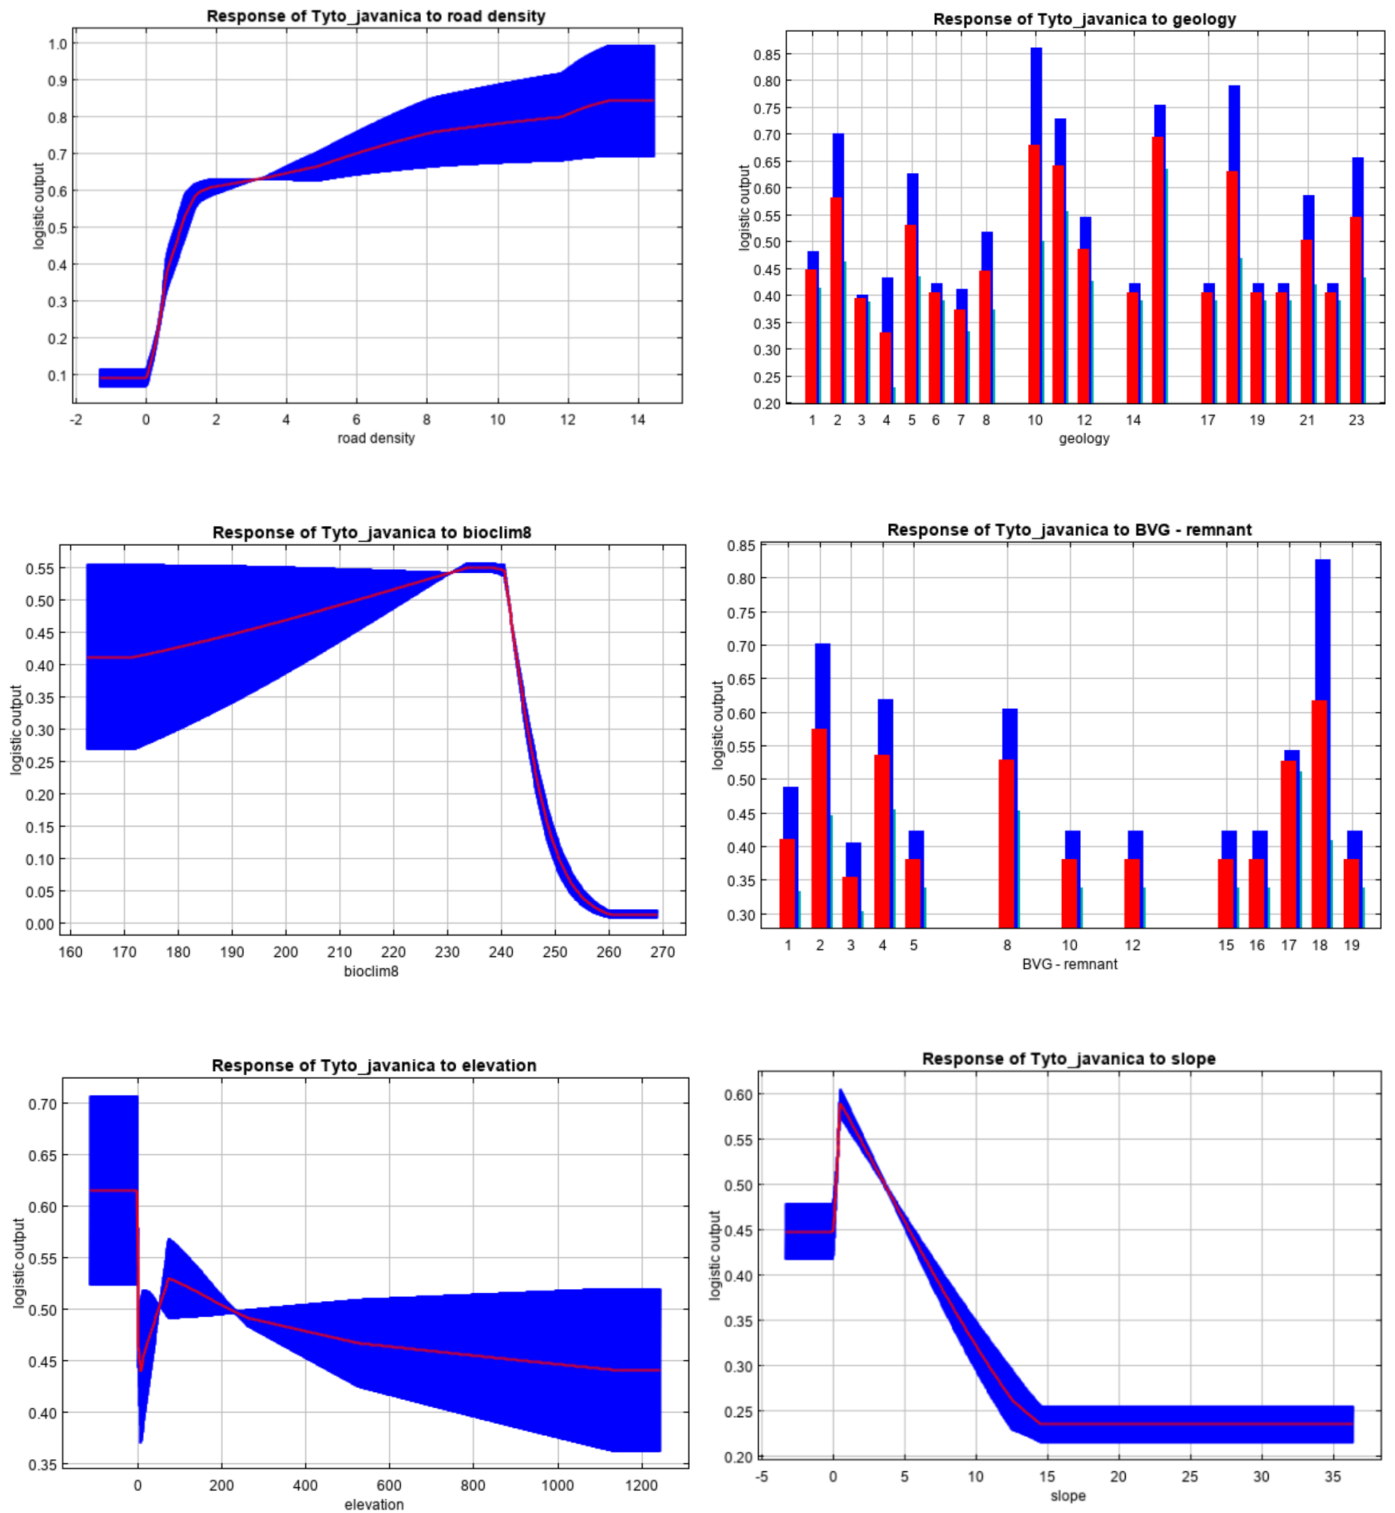 Response of Tyto_javanica to road density
logistic output
1.0
0.9
0.8
0.7
0.6
0.5
0.4
0.3
0.2
0.1
-2 0 2 4 6 8 10 12 14
road density
Response of Tyto_javanica to geology
logistic output
0.85
0.80
0.75
0.70
0.65
0.60
0.55
0.50
0.45
0.40
0.35
0.30
0.25
0.20
1 2 3 4 5 6 7 8 10 12 14 17 19 21 23
geology
Response of Tyto_javanica to bioclim8
logistic output
0.55
0.50
0.45
0.40
0.35
0.30
0.25
0.20
0.15
0.10
0.05
0.00
160 170 180 190 200 210 220 230 240 250 260 270
bioclim8
Response of Tyto_javanica to BVG - remnant
logistic output
0.85
0.80
0.75
0.70
0.65
0.60
0.55
0.50
0.45
0.40
0.35
0.30
1 2 3 4 5 8 10 12 15 16 17 18 19
BVG - remnant
Response of Tyto_javanica to elevation
logistic output
0.70
0.65
0.60
0.55
0.50
0.45
0.40
0.35
0 200 400 600 800 1000 1200
elevation
Response of Tyto_javanica to slope
logistic output
0.60
0.55
0.50
0.45
0.40
0.35
0.30
0.25
0.20
-5 0 5 10 15 20 25 30 35
slope